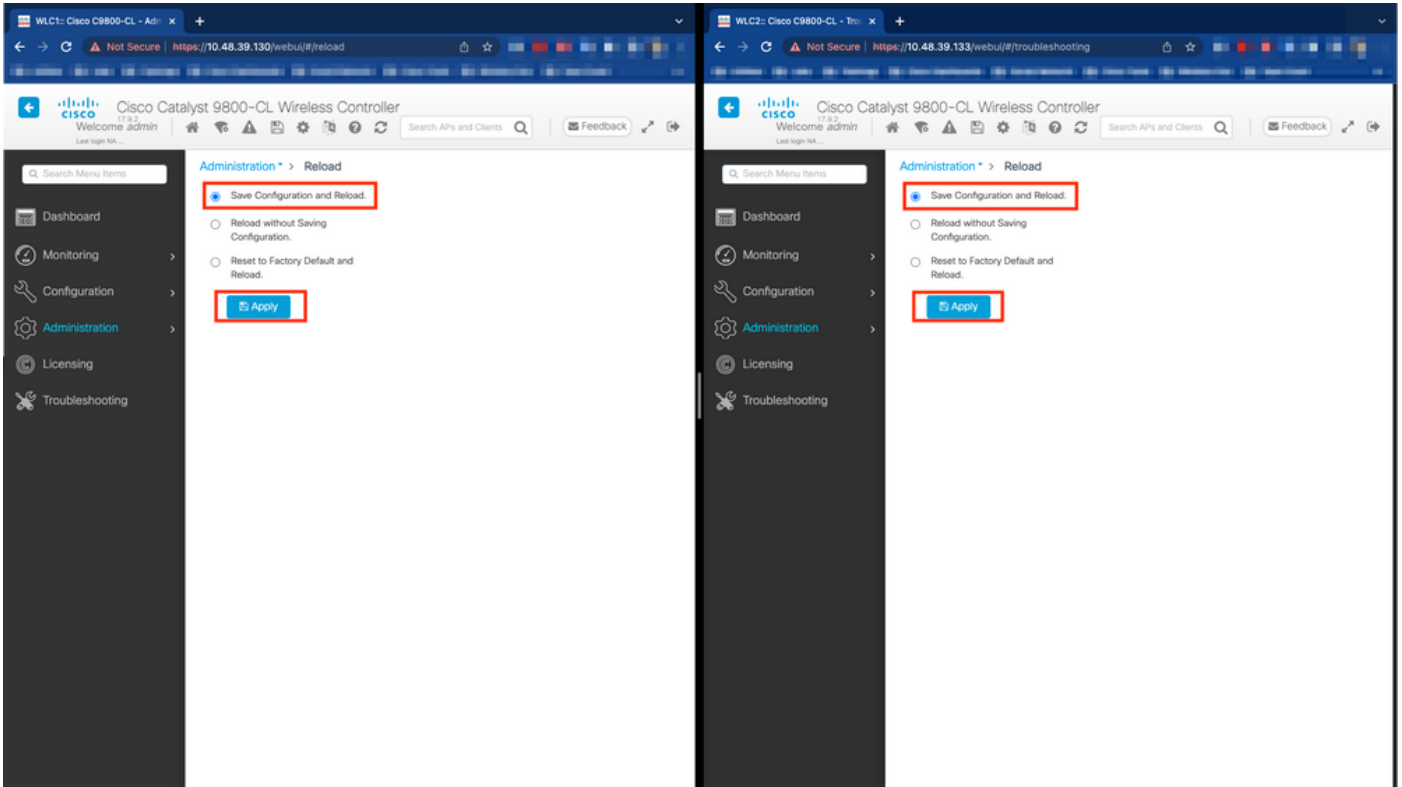 WLC1:: Cisco C9800-CL - Adm
Not Secure | https://10.48.39.130/webui/#/reload
CISCO
Cisco Catalyst 9800-CL Wireless Controller
17.9.2
Welcome admin
Last login NA ...
Search APs and Clients
Feedback
Search Menu Items
Dashboard
Monitoring
Configuration
Administration
Licensing
Troubleshooting
Administration * > Reload
Save Configuration and Reload.
Reload without Saving
Configuration.
Reset to Factory Default and
Reload.
Apply
WLC2:: Cisco C9800-CL - Trou
Not Secure | https://10.48.39.133/webui/#/troubleshooting
CISCO
Cisco Catalyst 9800-CL Wireless Controller
17.9.2
Welcome admin
Last login NA ...
Search APs and Clients
Feedback
Search Menu Items
Dashboard
Monitoring
Configuration
Administration
Licensing
Troubleshooting
Administration * > Reload
Save Configuration and Reload.
Reload without Saving
Configuration.
Reset to Factory Default and
Reload.
Apply